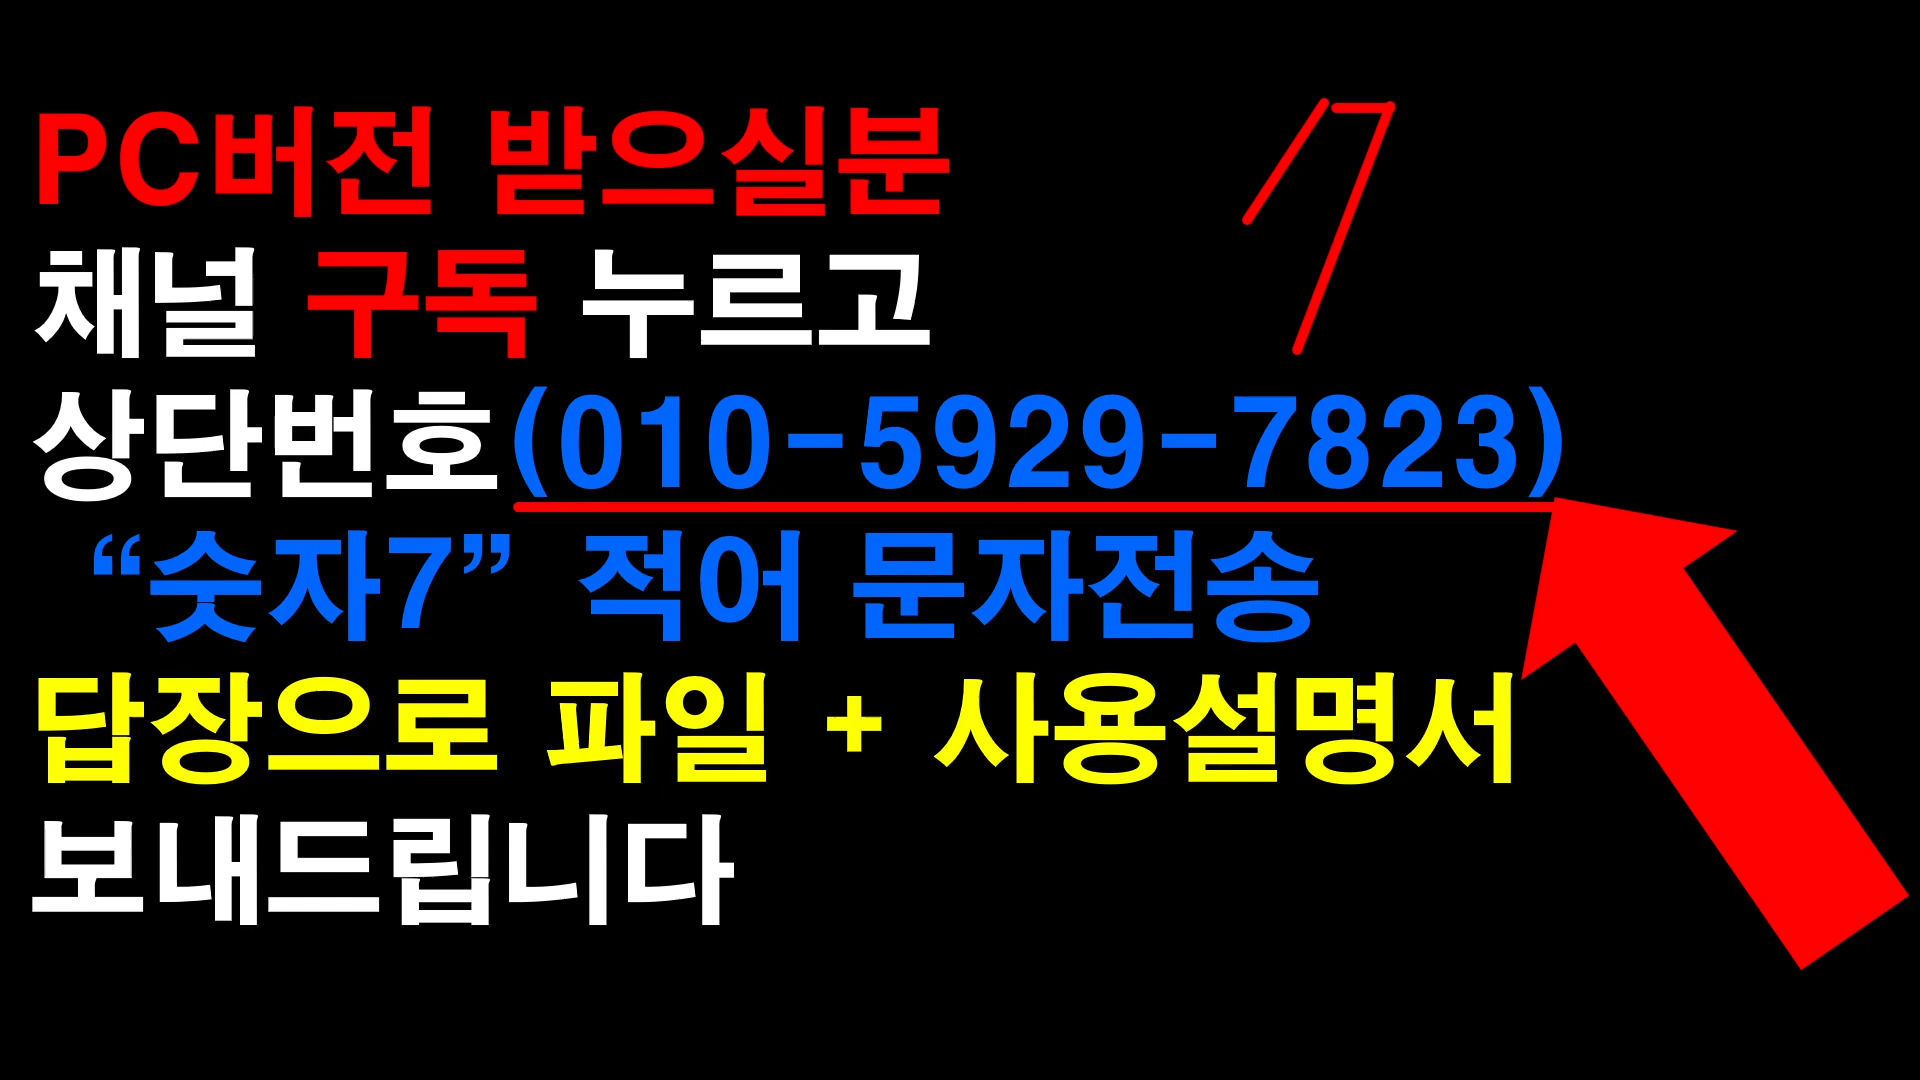 PC버전 받으실분
채널 구독 누르고
상단번호(010-5929-7823)
“숫자7” 적어 문자전송
답장으로 파일 + 사용설명서
보내드립니다
7